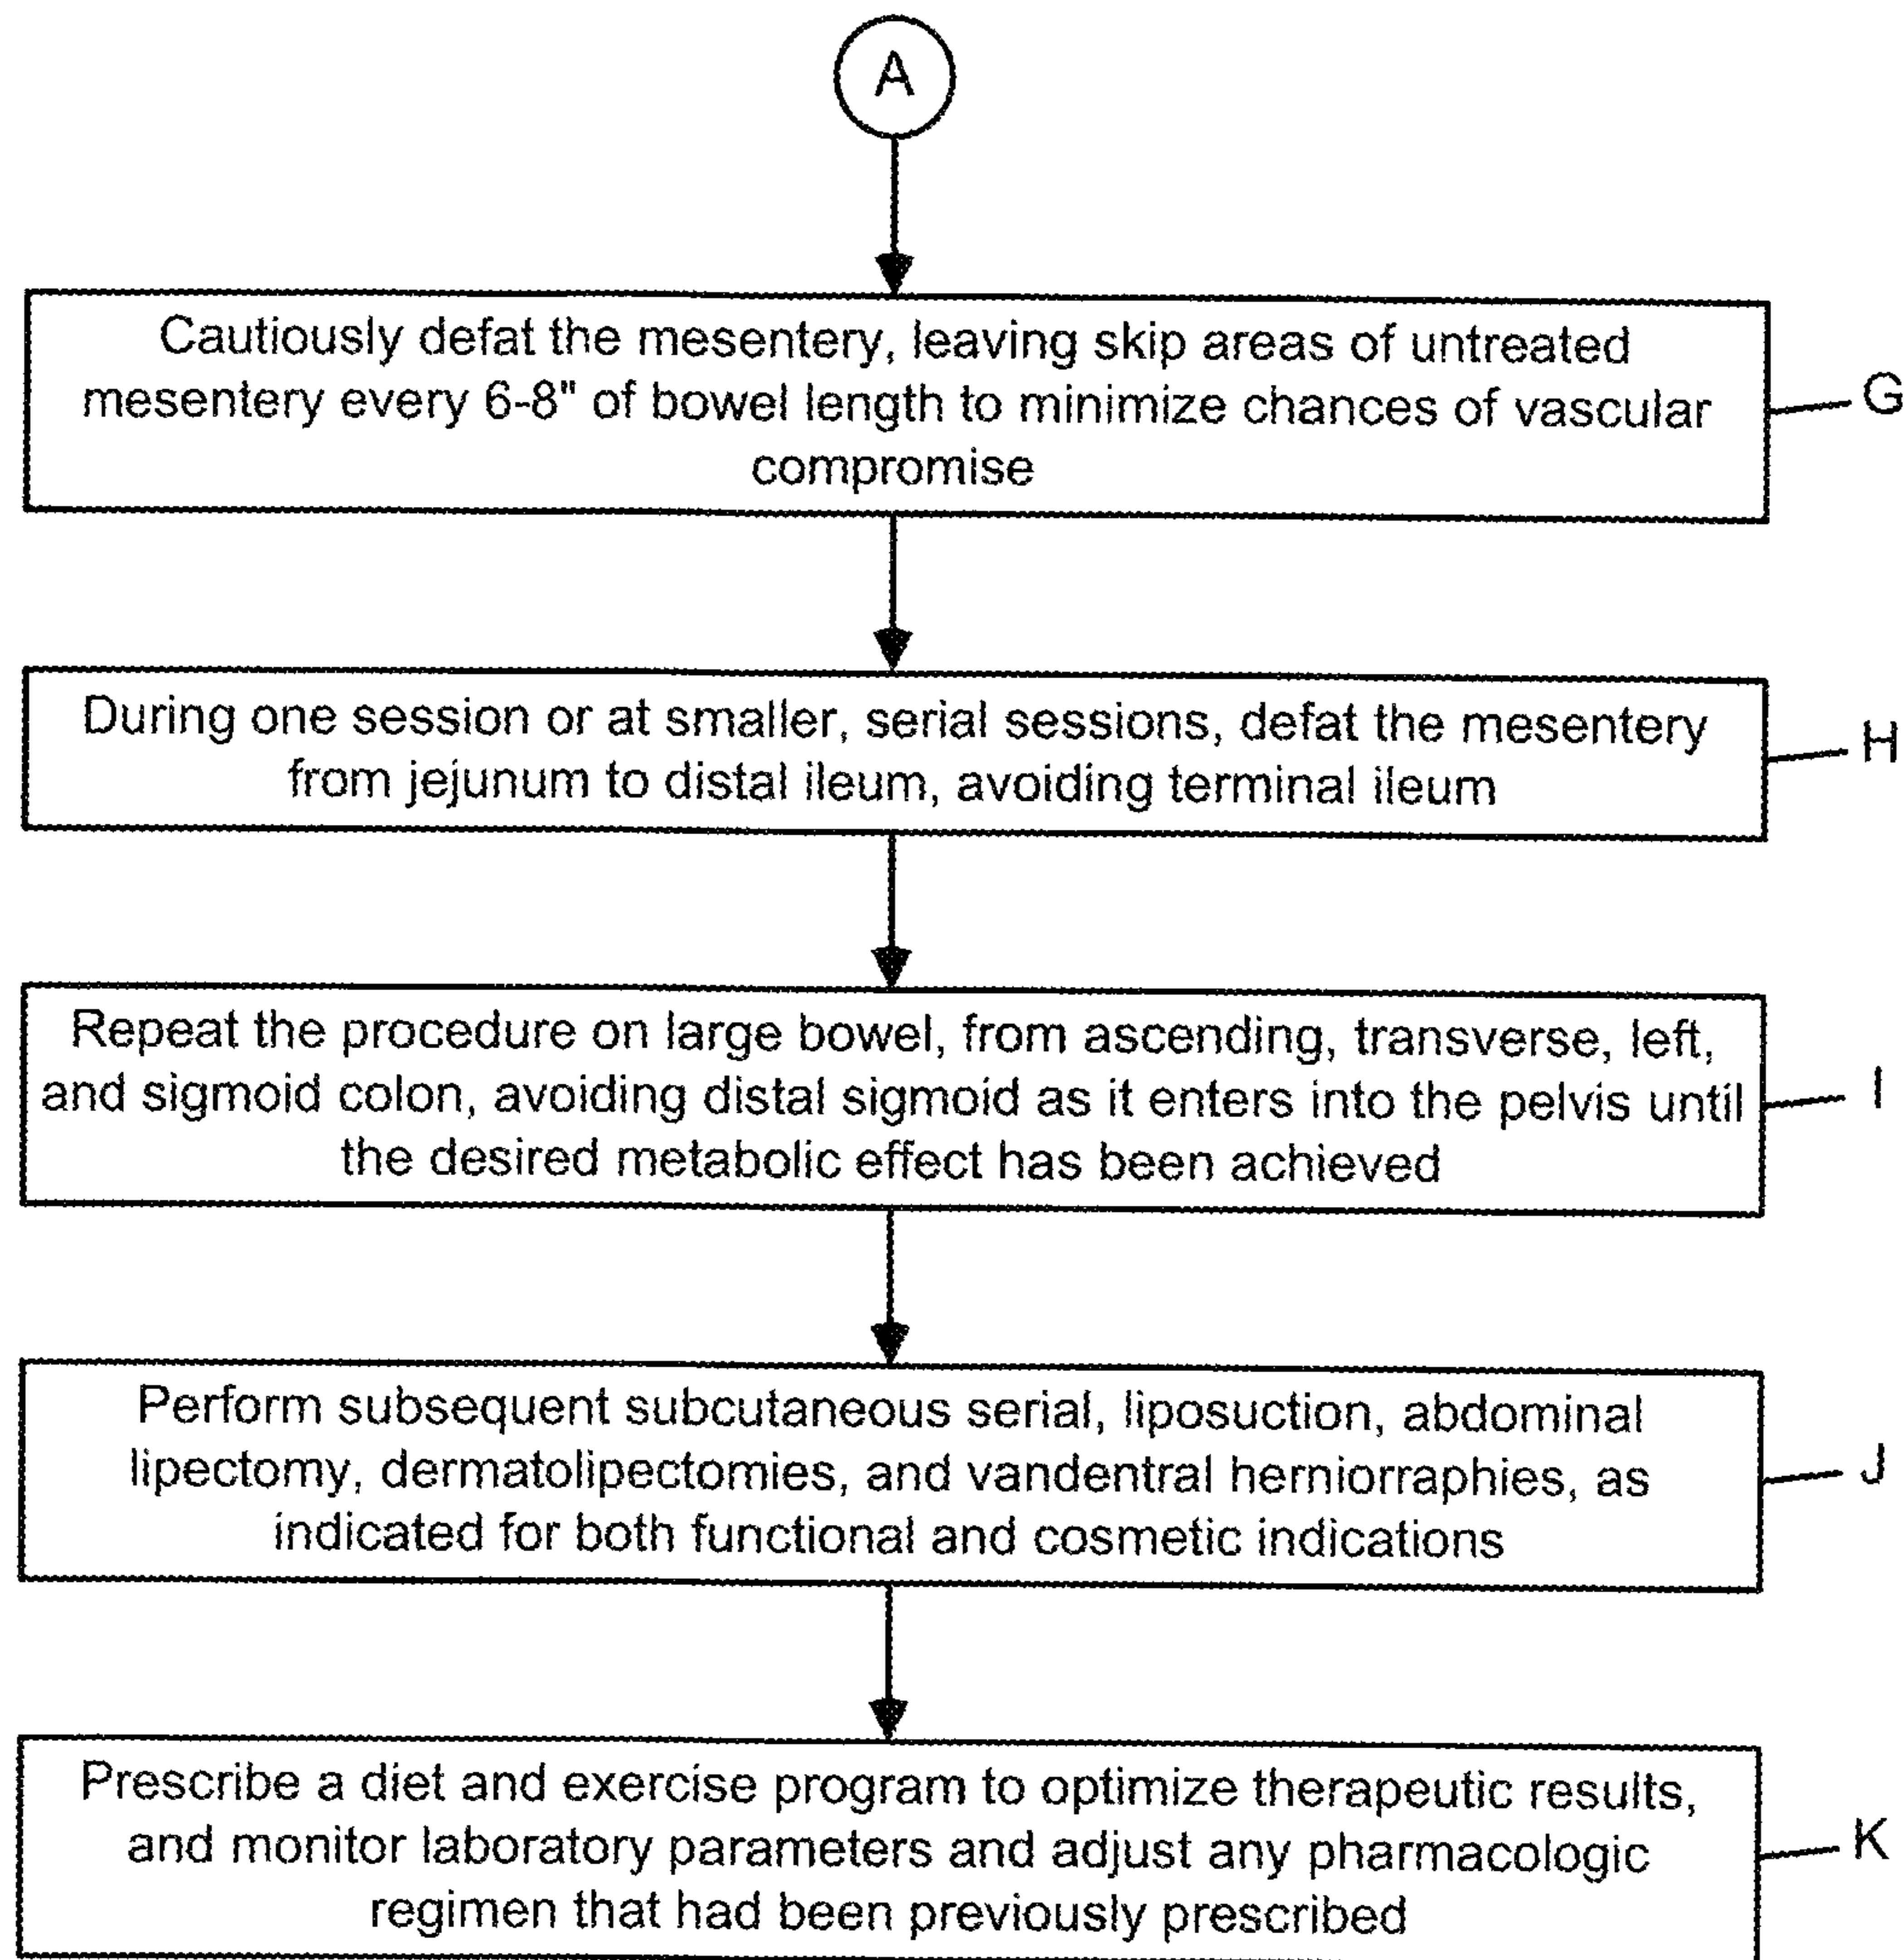 A
Cautiously defat the mesentery, leaving skip areas of untreated
mesentery every 6-8" of bowel length to minimize chances of vascular
compromise
G
During one session or at smaller, serial sessions, defat the mesentery
from jejunum to distal ileum, avoiding terminal ileum
H
Repeat the procedure on large bowel, from ascending, transverse, left,
and sigmoid colon, avoiding distal sigmoid as it enters into the pelvis until
the desired metabolic effect has been achieved
I
Perform subsequent subcutaneous serial, liposuction, abdominal
lipectomy, dermatolipectomies, and vandentral herniorraphies, as
indicated for both functional and cosmetic indications
J
Prescribe a diet and exercise program to optimize therapeutic results,
and monitor laboratory parameters and adjust any pharmacologic
regimen that had been previously prescribed
K